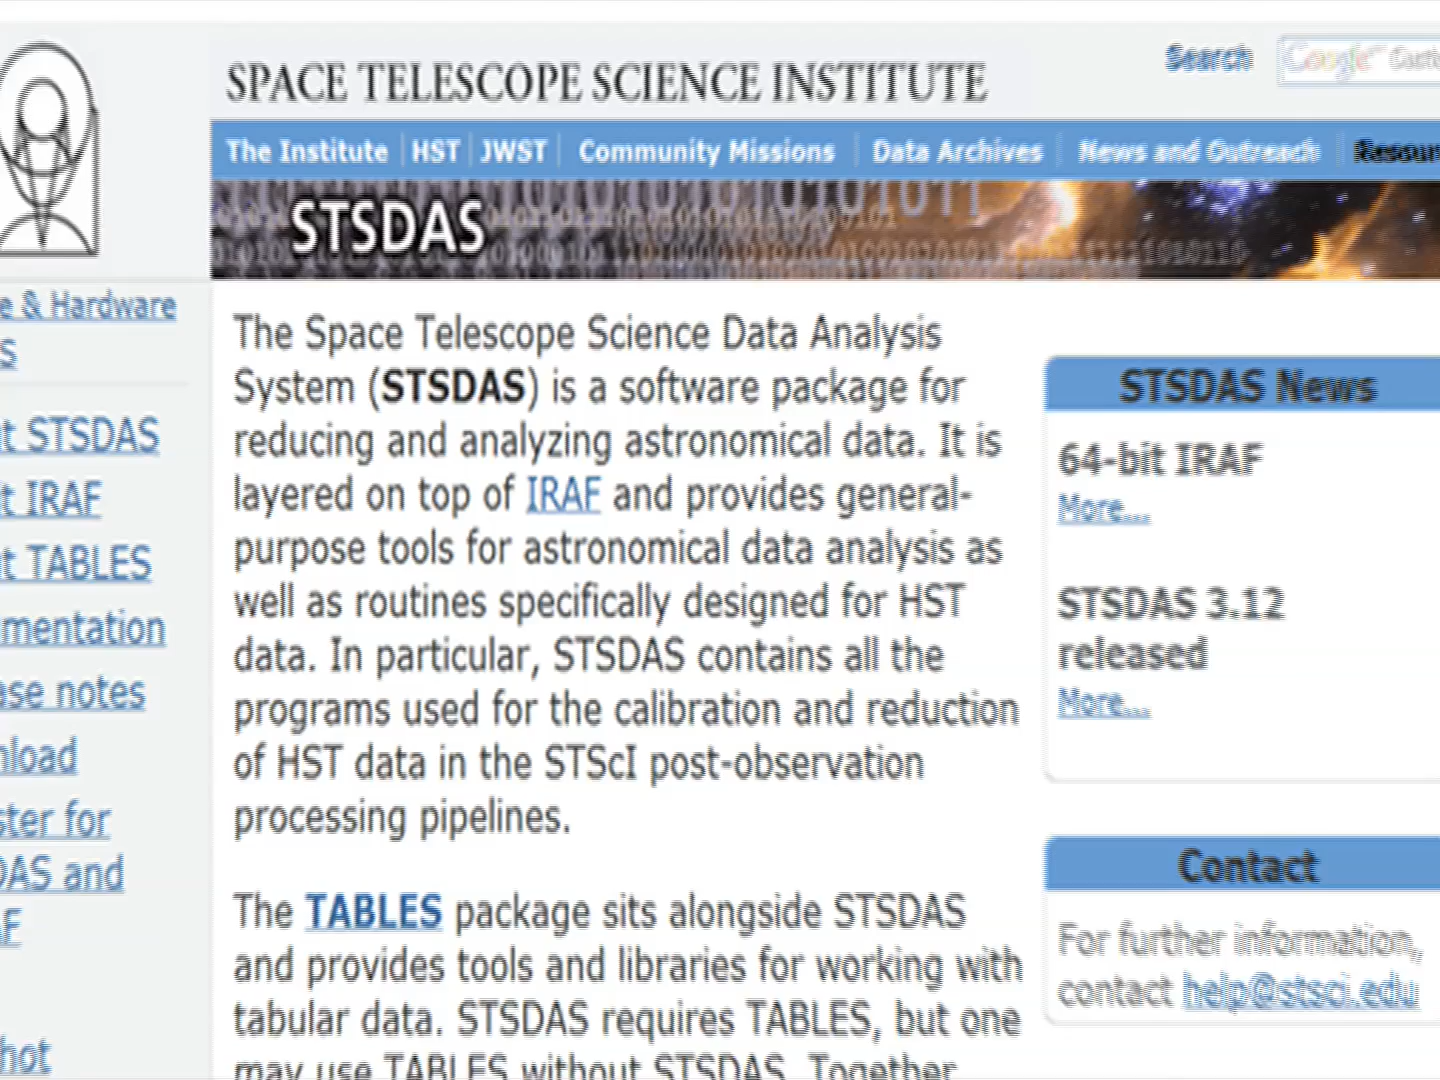 Search
Google™ Custo
SPACE TELESCOPE SCIENCE INSTITUTE
The Institute HST JWST Community Missions Data Archives News and Outreach Resour
STSDAS
e & Hardware
S
t STSDAS
t IRAF
t TABLES
mentation
ase notes
nload
ster for
DAS and
AF
hot
The Space Telescope Science Data Analysis
System (STSDAS) is a software package for
reducing and analyzing astronomical data. It is
layered on top of IRAF and provides general-
purpose tools for astronomical data analysis as
well as routines specifically designed for HST
data. In particular, STSDAS contains all the
programs used for the calibration and reduction
of HST data in the STScI post-observation
processing pipelines.
The TABLES package sits alongside STSDAS
and provides tools and libraries for working with
tabular data. STSDAS requires TABLES, but one
may use TABLES without STSDAS. Together
STSDAS News
64-bit IRAF
More...
STSDAS 3.12
released
More...
Contact
For further information,
contact help@stsci.edu